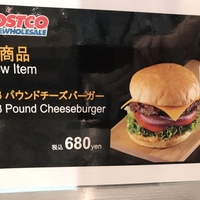 OSTCO
WHOLESALE
商品
w Item
パウンドチーズバーガー
Pound Cheeseburger
税込 680yen